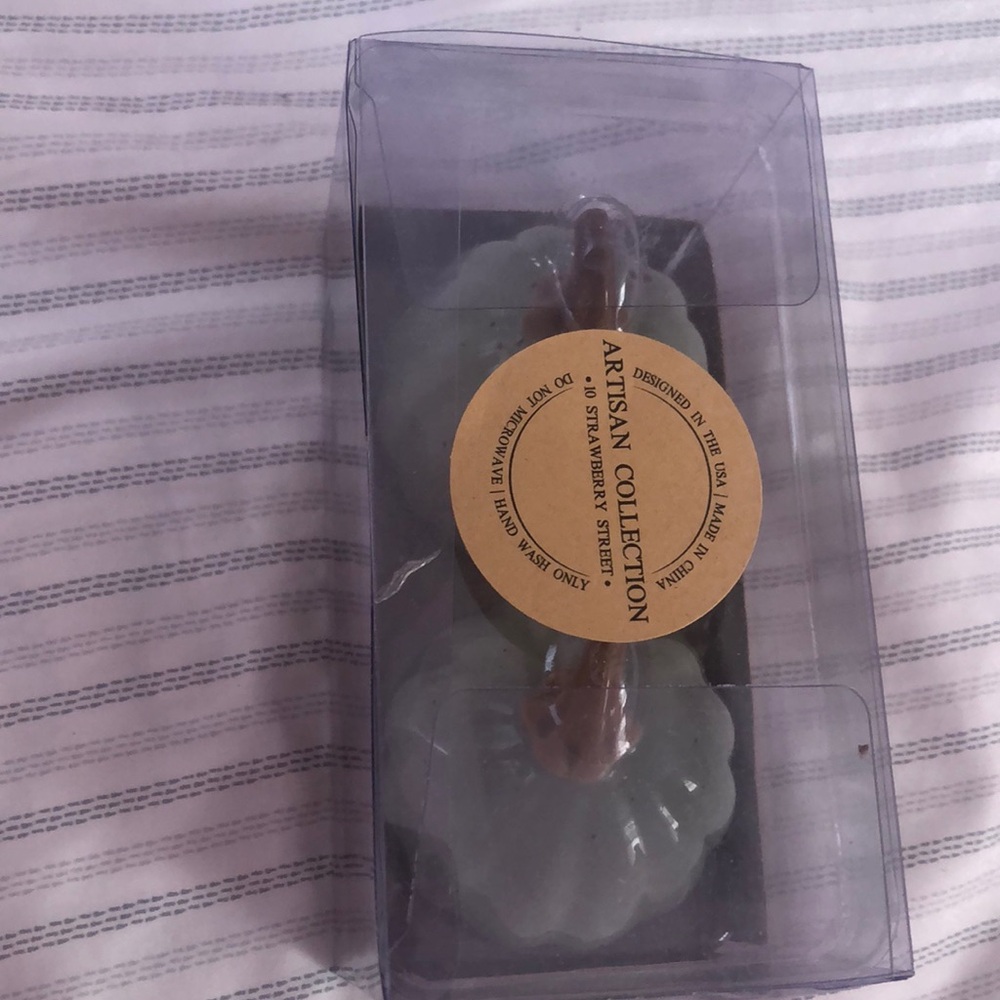 DESIGNED IN THE USA | MADE IN CHINA
ARTISAN COLLECTION
• 10 STRAWBERRY STREET •
DO NOT MICROWAVE | HAND WASH ONLY